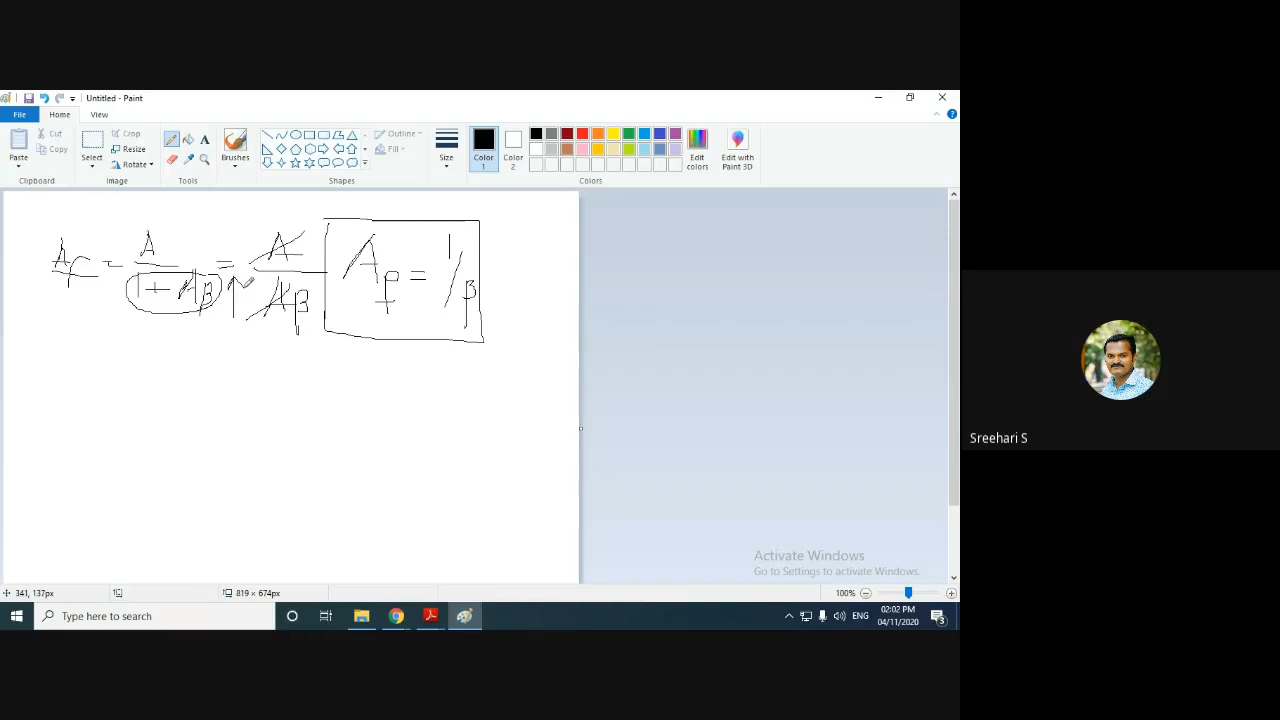 Untitled - Paint
File Home View
Paste
Cut
Copy
Clipboard
Select
Crop
Resize
Rotate
Image
Tools
Brushes
Shapes
Outline
Fill
Size
Color 1
Color 2
Colors
Edit colors
Edit with Paint 3D
Af = A / 1 + Aβ = A / Aβ
Af = 1/β
Sreehari S
Activate Windows
Go to Settings to activate Windows.
341, 137px
819 × 674px
100%
Type here to search
ENG
02:02 PM
04/11/2020
3